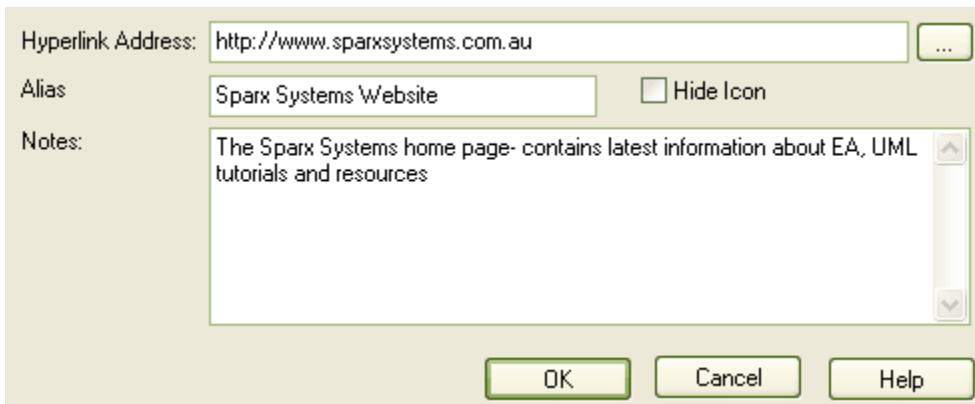 Hyperlink Address: http://www.sparxsystems.com.au ...
Alias Sparx Systems Website Hide Icon
Notes: The Sparx Systems home page- contains latest information about EA, UML
tutorials and resources
OK Cancel Help